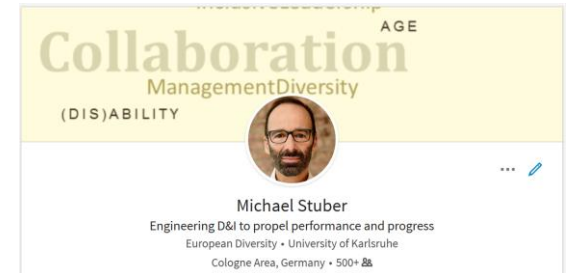 InclusiveLeadership
AGE
Collaboration
ManagementDiversity
(DIS)ABILITY
Michael Stuber
Engineering D&I to propel performance and progress
European Diversity • University of Karlsruhe
Cologne Area, Germany • 500+